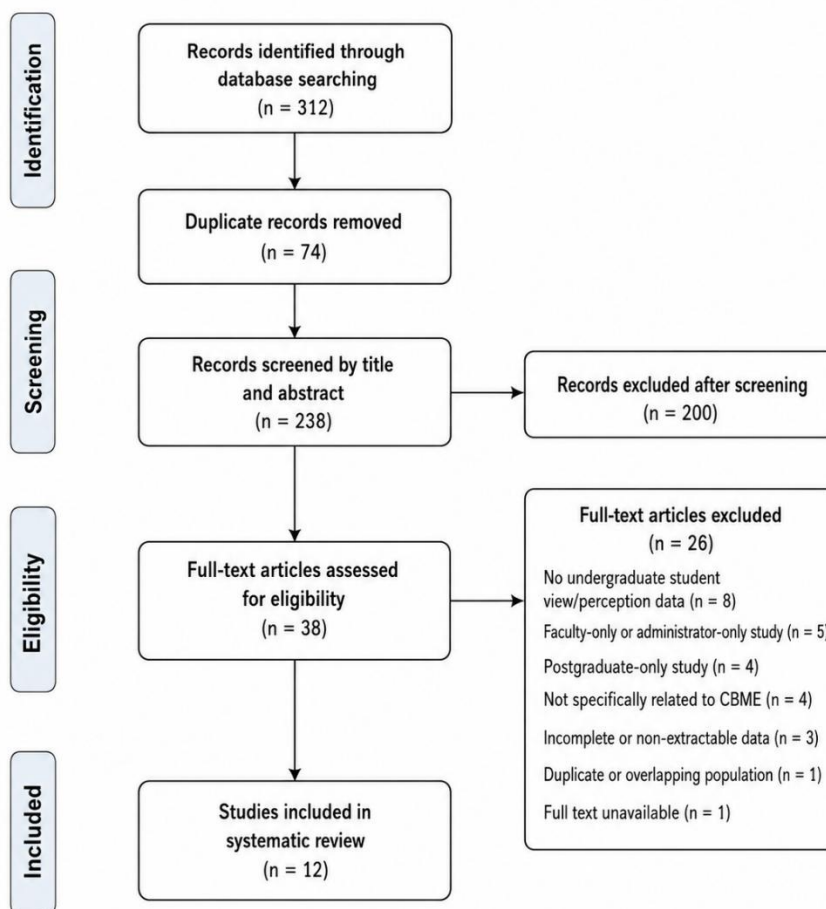 Identification
Records identified through
database searching
(n = 312)
Duplicate records removed
(n = 74)
Screening
Records screened by title
and abstract
(n = 238)
Records excluded after screening
(n = 200)
Eligibility
Full-text articles assessed
for eligibility
(n = 38)
Full-text articles excluded
(n = 26)
No undergraduate student
view/perception data (n = 8)
Faculty-only or administrator-only study (n = 5)
Postgraduate-only study (n = 4)
Not specifically related to CBME (n = 4)
Incomplete or non-extractable data (n = 3)
Duplicate or overlapping population (n = 1)
Full text unavailable (n = 1)
Included
Studies included in
systematic review
(n = 12)